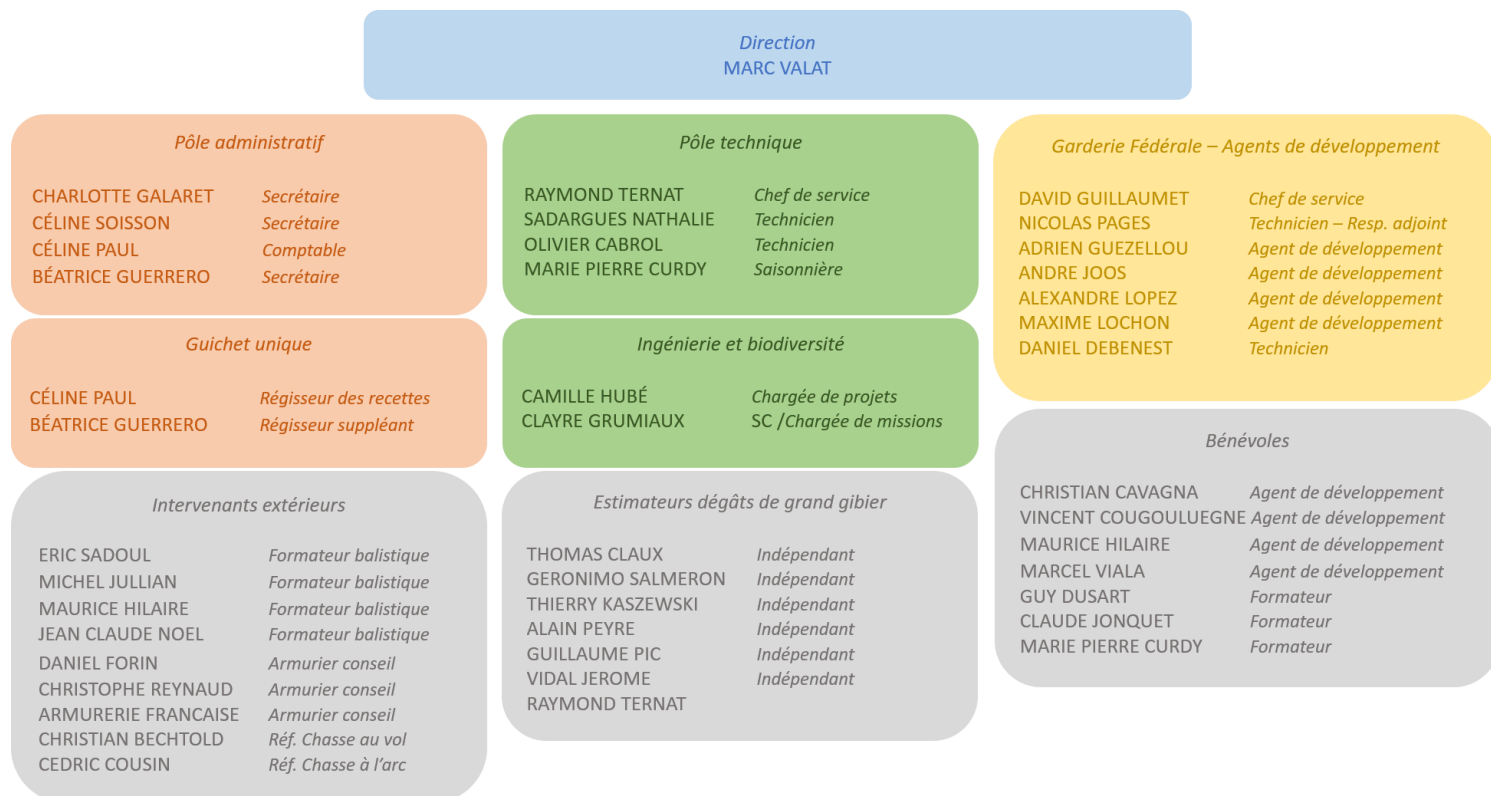 Direction
MARC VALAT
Pôle administratif
CHARLOTTE GALARET Secrétaire
CÉLINE SOISSON Secrétaire
CÉLINE PAUL Comptable
BÉATRICE GUERRERO Secrétaire
Guichet unique
CÉLINE PAUL Régisseur des recettes
BÉATRICE GUERRERO Régisseur suppléant
Intervenants extérieurs
ERIC SADOUL Formateur balistique
MICHEL JULLIAN Formateur balistique
MAURICE HILAIRE Formateur balistique
JEAN CLAUDE NOEL Formateur balistique
DANIEL FORIN Armurier conseil
CHRISTOPHE REYNAUD Armurier conseil
ARMURERIE FRANCAISE Armurier conseil
CHRISTIAN BECHTOLD Réf. Chasse au vol
CEDRIC COUSIN Réf. Chasse à l'arc
Pôle technique
RAYMOND TERNAT Chef de service
SADARGUES NATHALIE Technicien
OLIVIER CABROL Technicien
MARIE PIERRE CURDY Saisonnière
Ingénierie et biodiversité
CAMILLE HUBÉ Chargée de projets
CLAYRE GRUMIAUX SC /Chargée de missions
Estimateurs dégâts de grand gibier
THOMAS CLAUX Indépendant
GERONIMO SALMERON Indépendant
THIERRY KASZEWSKI Indépendant
ALAIN PEYRE Indépendant
GUILLAUME PIC Indépendant
VIDAL JEROME Indépendant
RAYMOND TERNAT
Garderie Fédérale – Agents de développement
DAVID GUILLAUMET Chef de service
NICOLAS PAGES Technicien – Resp. adjoint
ADRIEN GUEZELLOU Agent de développement
ANDRE JOOS Agent de développement
ALEXANDRE LOPEZ Agent de développement
MAXIME LOCHON Agent de développement
DANIEL DEBENEST Technicien
Bénévoles
CHRISTIAN CAVAGNA Agent de développement
VINCENT COUGOULUEGNE Agent de développement
MAURICE HILAIRE Agent de développement
MARCEL VIALA Agent de développement
GUY DUSART Formateur
CLAUDE JONQUET Formateur
MARIE PIERRE CURDY Formateur